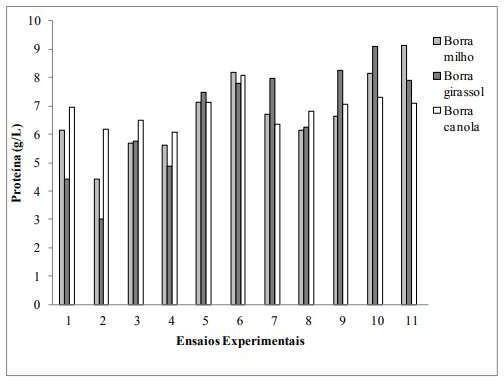 10
9
8
7
6
5
4
3
2
1
0
Proteína (g/L)
1 2 3 4 5 6 7 8 9 10 11
Ensaios Experimentais
Borra
milho
Borra
girassol
Borra
canola